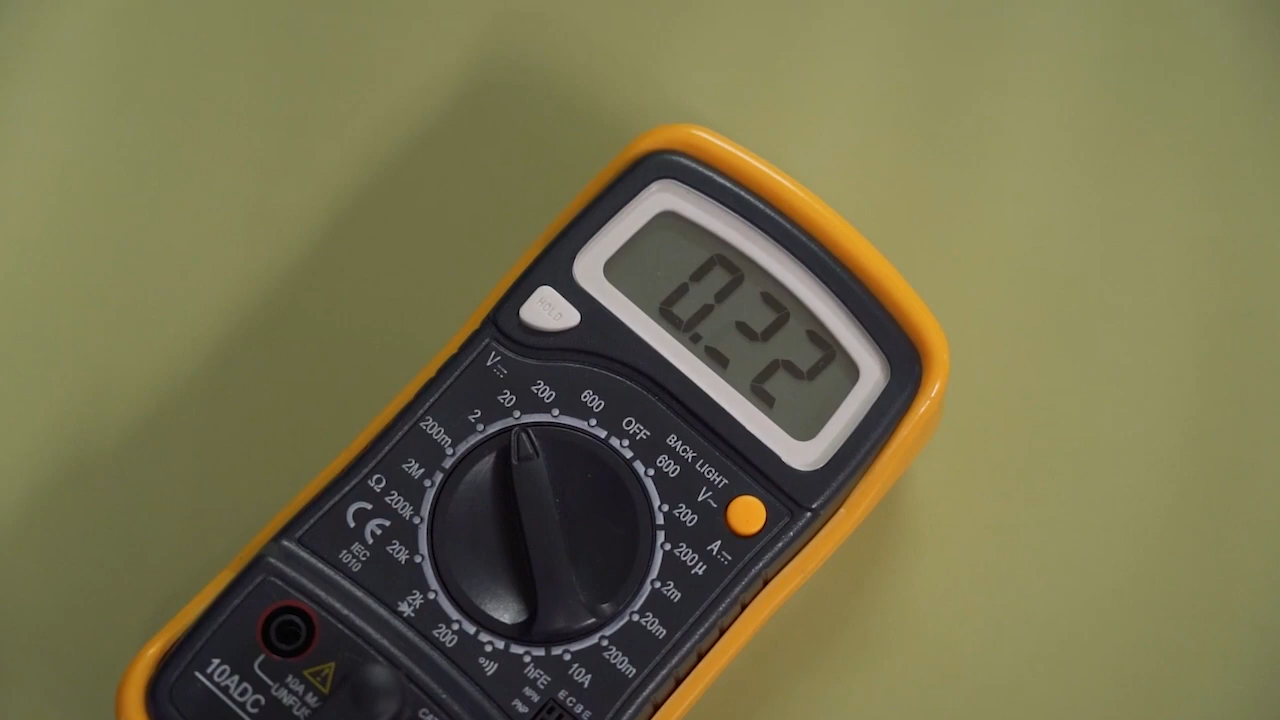 0.22
HOLD
V
200m
2
20
200
600
OFF
BACK LIGHT
600
V~
200
A
200μ
2m
20m
200m
10A
hFE
200
2k
20k
200k
Ω
2M
CE
IEC
1010
NPN
PNP
E C B E
10ADC
10A